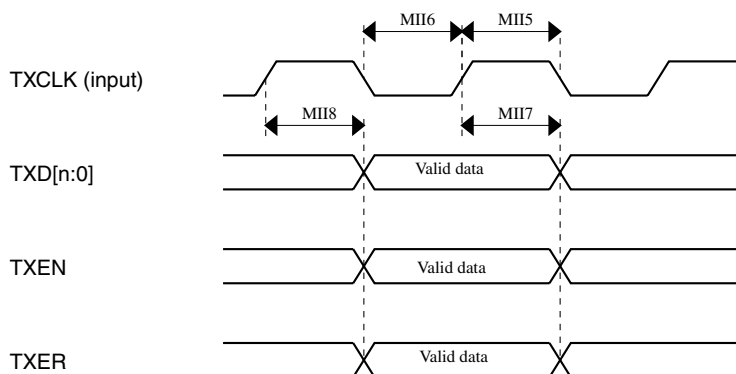 MII6 MII5
TXCLK (input)
MII8 MII7
TXD[n:0] Valid data
TXEN Valid data
TXER Valid data